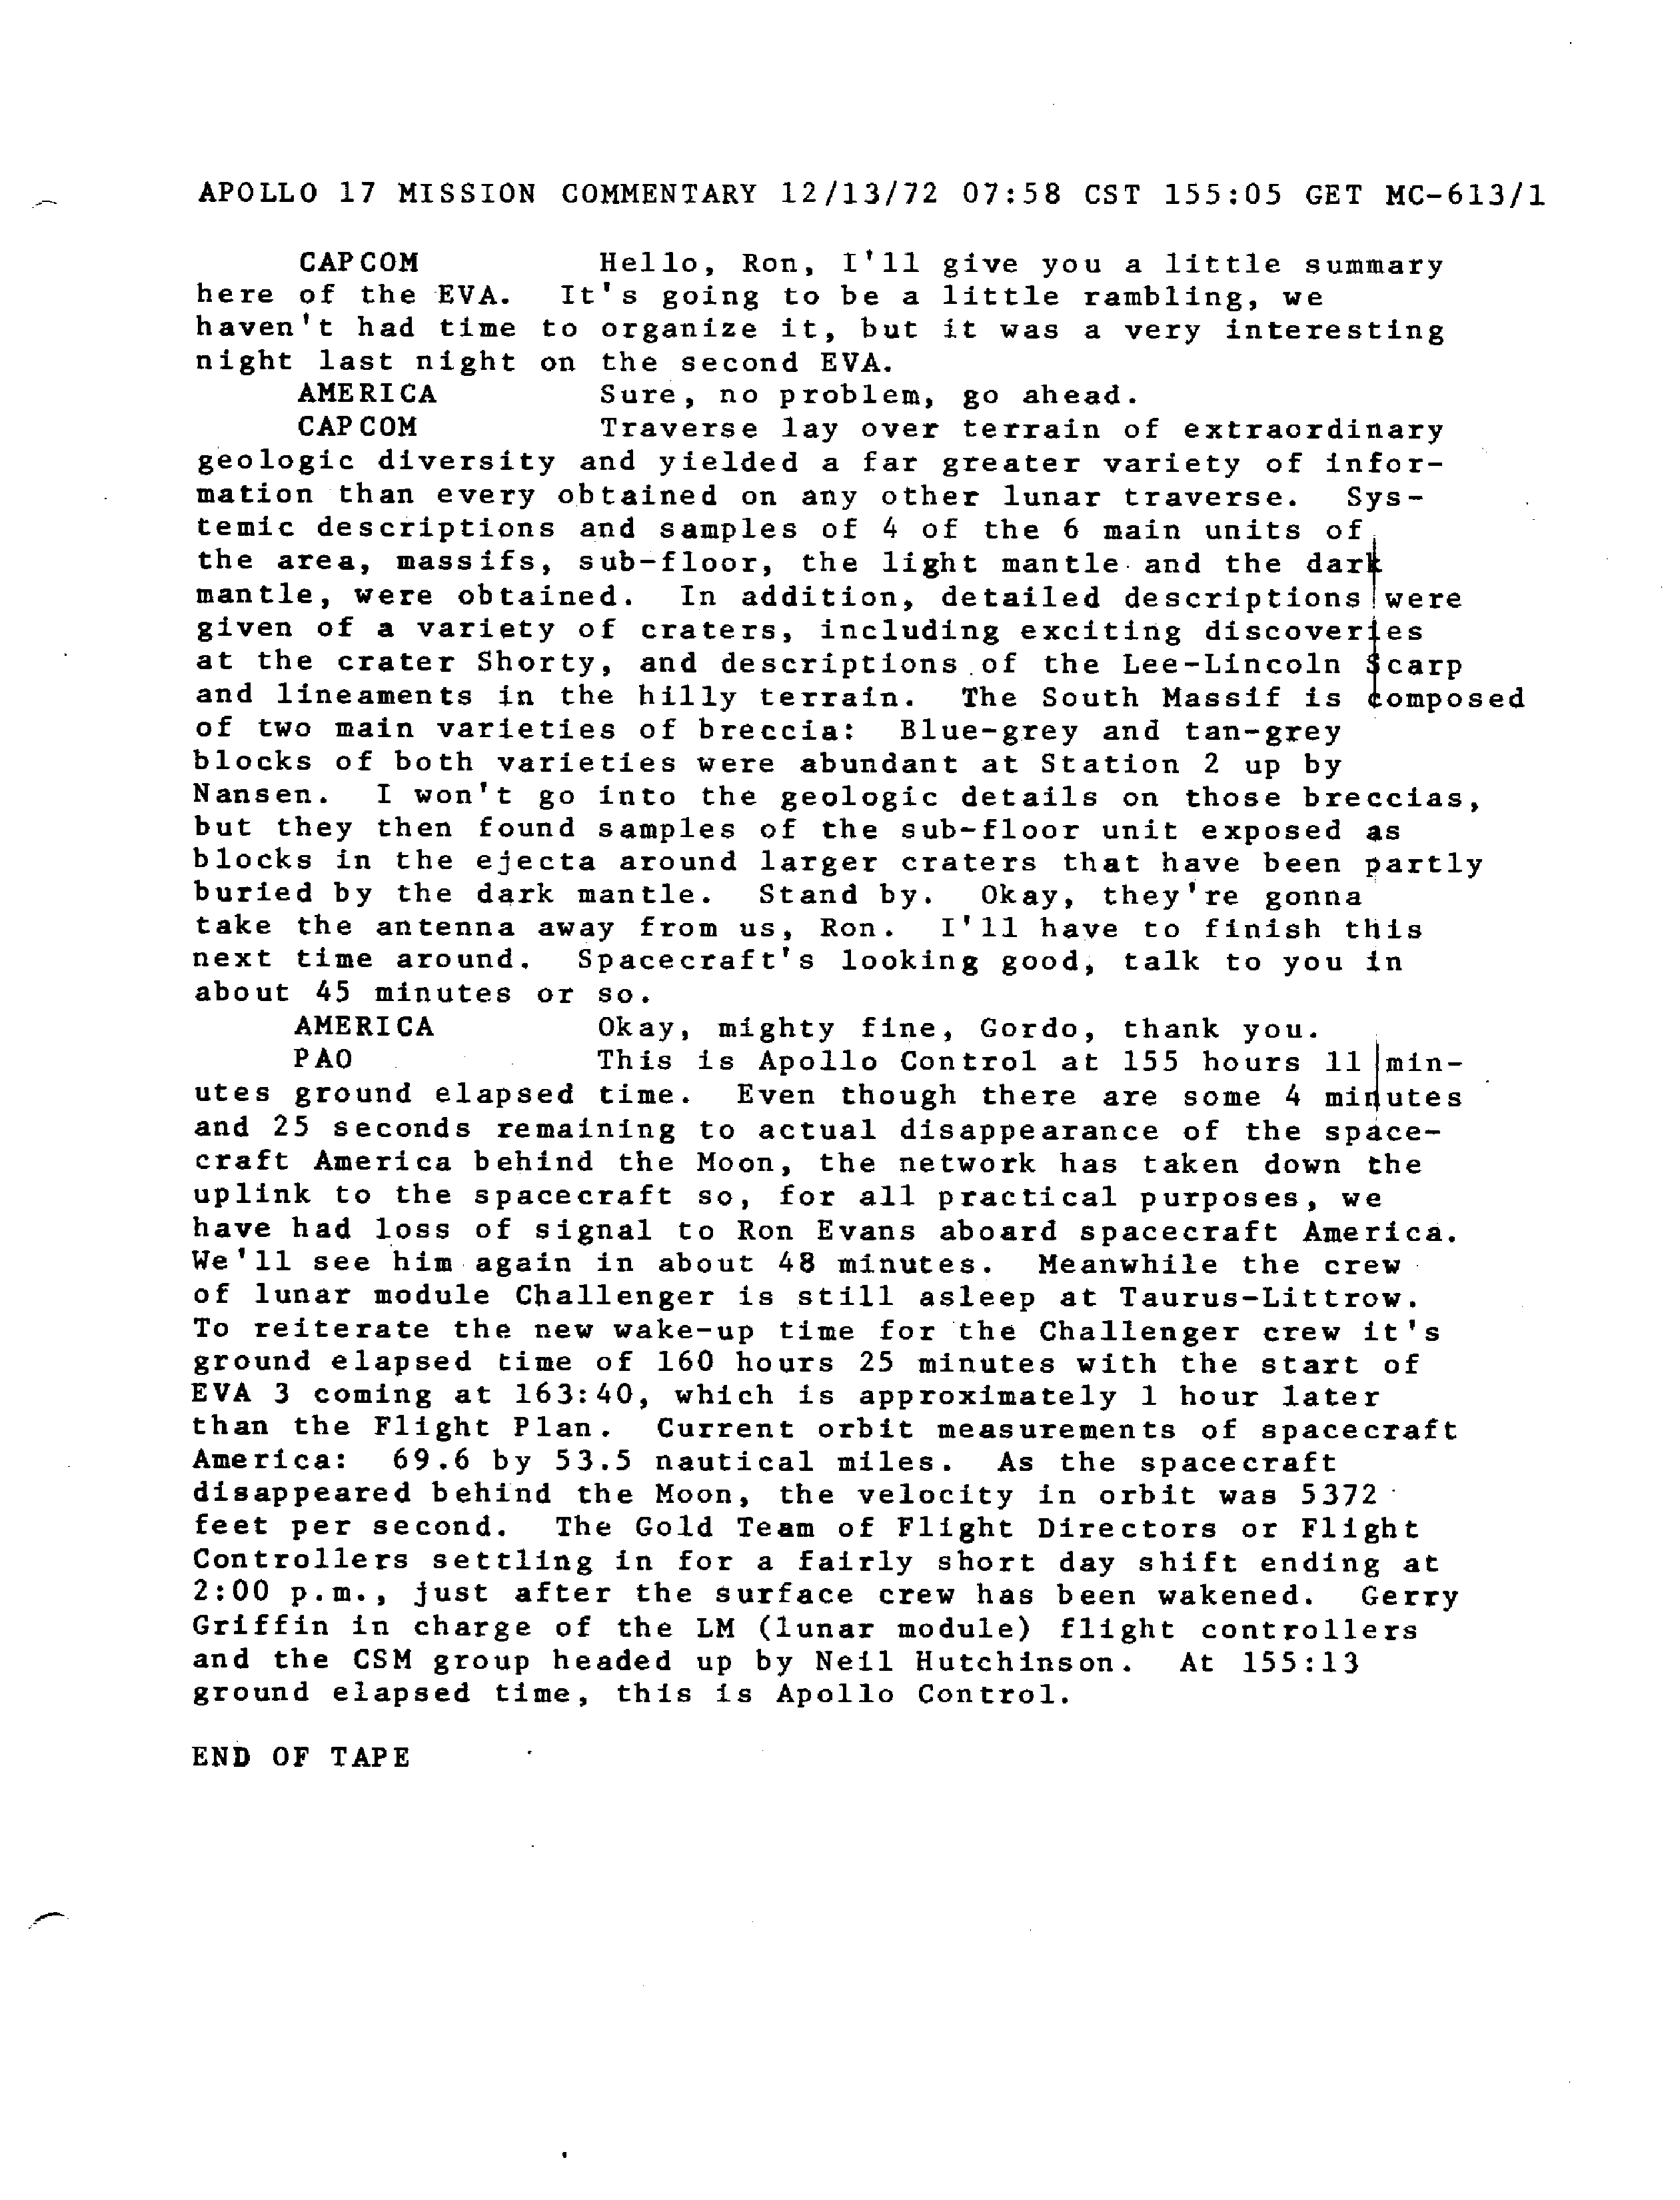 APOLLO 17 MISSION COMMENTARY 12/13/72 07:58 CST 155:05 GET MC-613/1
CAPCOM Hello, Ron, I'll give you a little summary
here of the EVA. It's going to be a little rambling, we
haven't had time to organize it, but it was a very interesting
night last night on the second EVA.
AMERICA Sure, no problem, go ahead.
CAPCOM Traverse lay over terrain of extraordinary
geologic diversity and yielded a far greater variety of infor-
mation than every obtained on any other lunar traverse. Sys-
temic descriptions and samples of 4 of the 6 main units of
the area, massifs, sub-floor, the light mantle and the dark
mantle, were obtained. In addition, detailed descriptions were
given of a variety of craters, including exciting discoveries
at the crater Shorty, and descriptions of the Lee-Lincoln Scarp
and lineaments in the hilly terrain. The South Massif is composed
of two main varieties of breccia: Blue-grey and tan-grey
blocks of both varieties were abundant at Station 2 up by
Nansen. I won't go into the geologic details on those breccias,
but they then found samples of the sub-floor unit exposed as
blocks in the ejecta around larger craters that have been partly
buried by the dark mantle. Stand by. Okay, they're gonna
take the antenna away from us, Ron. I'll have to finish this
next time around. Spacecraft's looking good, talk to you in
about 45 minutes or so.
AMERICA Okay, mighty fine, Gordo, thank you.
PAO This is Apollo Control at 155 hours 11 min-
utes ground elapsed time. Even though there are some 4 minutes
and 25 seconds remaining to actual disappearance of the space-
craft America behind the Moon, the network has taken down the
uplink to the spacecraft so, for all practical purposes, we
have had loss of signal to Ron Evans aboard spacecraft America.
We'll see him again in about 48 minutes. Meanwhile the crew
of lunar module Challenger is still asleep at Taurus-Littrow.
To reiterate the new wake-up time for the Challenger crew it's
ground elapsed time of 160 hours 25 minutes with the start of
EVA 3 coming at 163:40, which is approximately 1 hour later
than the Flight Plan. Current orbit measurements of spacecraft
America: 69.6 by 53.5 nautical miles. As the spacecraft
disappeared behind the Moon, the velocity in orbit was 5372
feet per second. The Gold Team of Flight Directors or Flight
Controllers settling in for a fairly short day shift ending at
2:00 p.m., just after the surface crew has been wakened. Gerry
Griffin in charge of the LM (lunar module) flight controllers
and the CSM group headed up by Neil Hutchinson. At 155:13
ground elapsed time, this is Apollo Control.
END OF TAPE